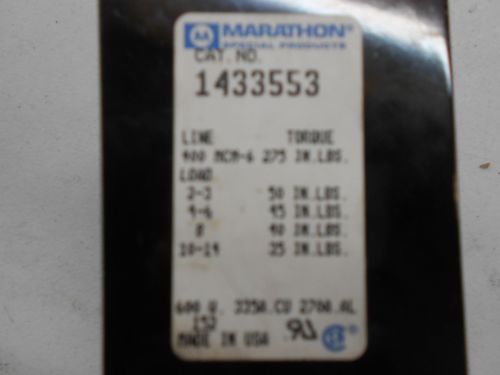 MARATHON®
SPECIAL PRODUCTS
CAT. NO.
1433553
LINE TORQUE
400 MCM-6 275 IN.LBS.
LOAD
2-3 50 IN.LBS.
4-6 45 IN.LBS.
8 40 IN.LBS.
10-14 35 IN.LBS.
600 V. 335A.CU 270A.AL
MADE IN USA